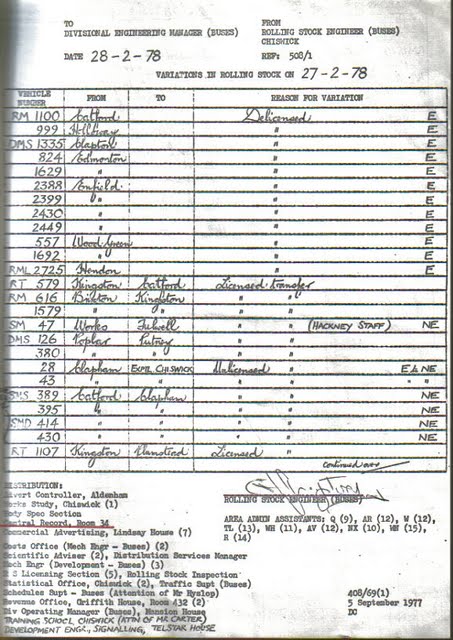 TO FROM
DIVISIONAL ENGINEERING MANAGER (BUSES) ROLLING STOCK ENGINEER (BUSES)
CHISWICK
DATE 28-2-78 REF: 508/1
VARIATIONS IN ROLLING STOCK ON 27-2-78
VEHICLE NUMBER FROM TO REASON FOR VARIATION
RM 1100 Catford Delicensed E
999 Holloway " E
DMS 1335 Clapton " E
824 Edmonton " E
1629 " " E
2388 Enfield " E
2399 " " E
2430 " " E
2449 " " E
557 Wood Green " E
1692 " " E
RML 2725 Hendon " E
RT 579 Kingston Catford Licensed Transfer
RM 616 Brixton Kingston " "
1579 " " " "
SM 47 Works Fulwell " " (HACKNEY STAFF) NE
DMS 126 Poplar Putney " "
380 " " " "
28 Clapham EXPTL CHISWICK Unlicensed " E & NE
43 " " " " " "
SMS 389 Catford Clapham " " NE
395 " " " " NE
SMD 414 " " " " NE
430 " " " " NE
RT 1107 Kingston Wanstead Licensed "
continued over
DISTRIBUTION:
Advert Controller, Aldenham
Works Study, Chiswick (1)
Body Spec Section
Central Record, Room 34
Commercial Advertising, Lindsay House (7)
Costs Office (Mech Engr - Buses) (2)
Scientific Adviser (2), Distribution Services Manager
Mech Engr (Development - Buses) (3)
Licensing Section (5), Rolling Stock Inspector
Statistical Office, Chiswick (2), Traffic Supt (Buses)
Schedules Supt - Buses (Attention of Mr Hyslop)
Revenue Office, Griffith House, Room 432 (2)
Div Operating Manager (Buses), Mansion House
TRAINING SCHOOL, CHISWICK (ATTN OF MR CARTER)
DEVELOPMENT ENGR., SIGNALLING, TELSTAR HOUSE
ROLLING STOCK ENGINEER (BUSES)
AREA ADMIN ASSISTANTS: Q (9), AR (12), W (12),
TL (13), WH (11), AV (12), NX (10), WN (15),
R (14)
408/69(1)
5 September 1977
DC